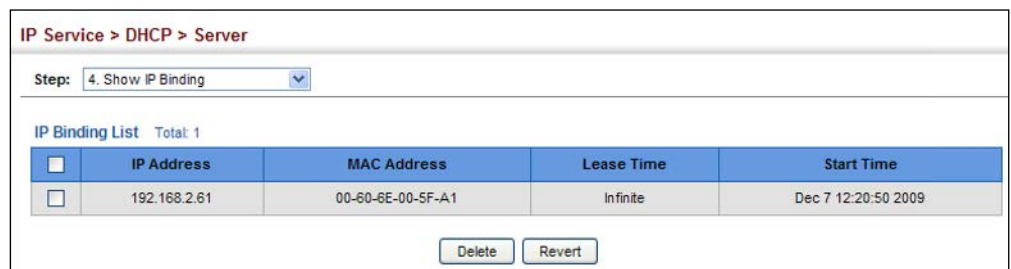 IP Service > DHCP > Server
Step: 4. Show IP Binding
IP Binding List Total: 1
IP Address MAC Address Lease Time Start Time
192.168.2.61 00-60-6E-00-5F-A1 Infinite Dec 7 12:20:50 2009
Delete Revert